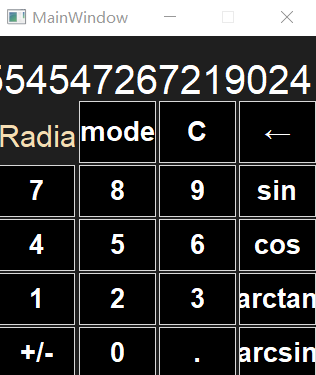 MainWindow
554547267219024
Radia mode C ←
7 8 9 sin
4 5 6 cos
1 2 3 arctan
+/- 0 . arcsin